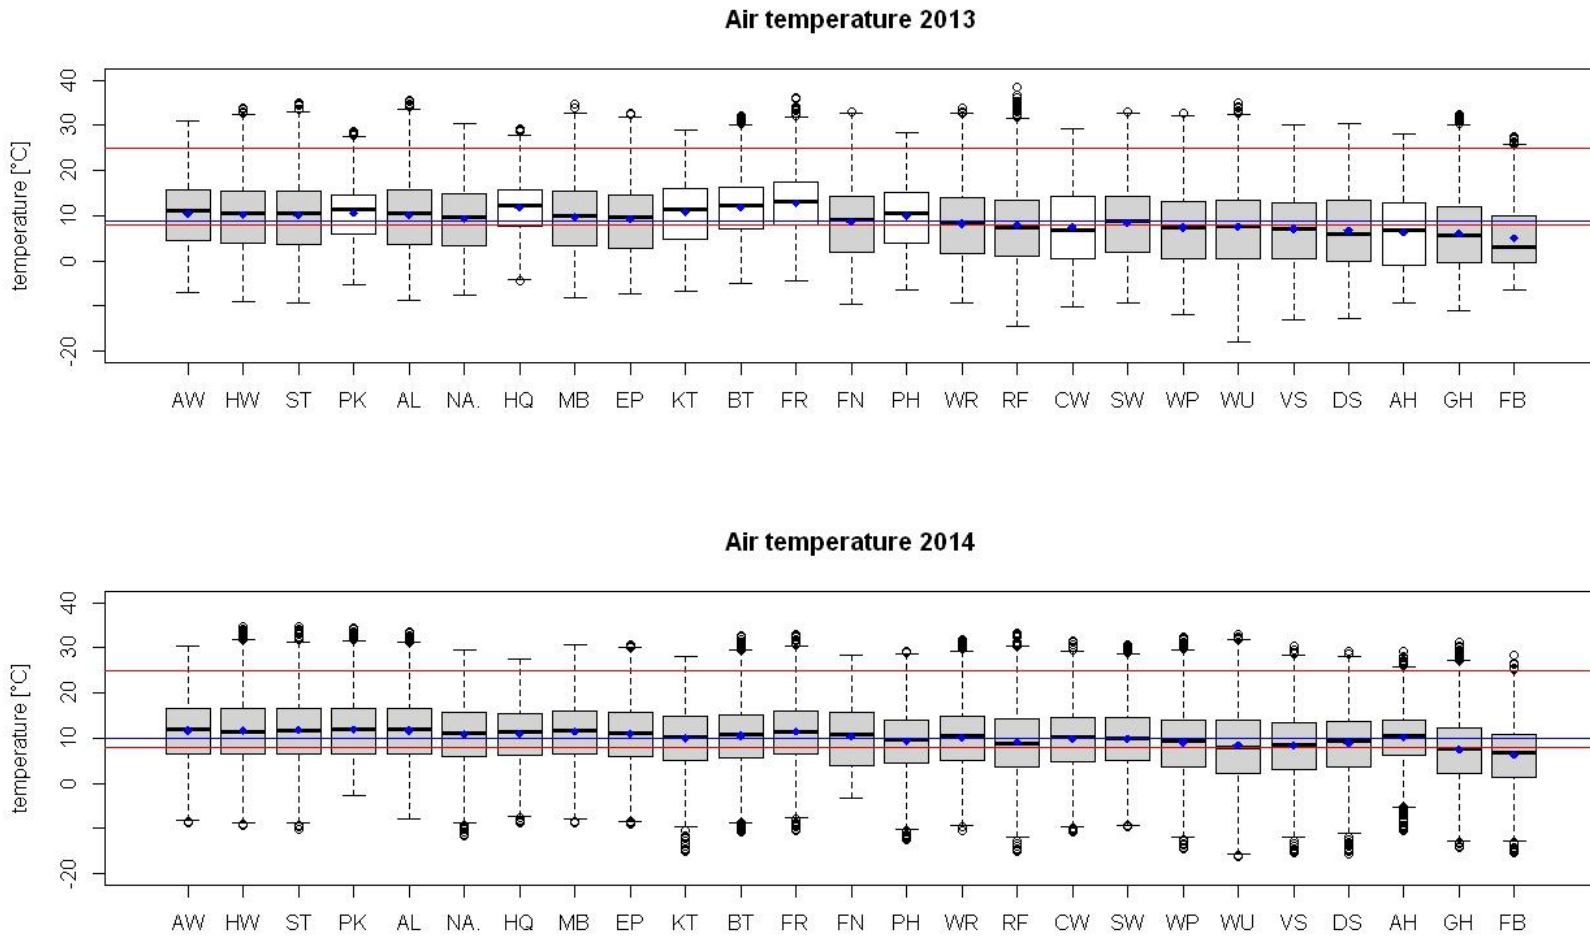 Air temperature 2013
temperature [°C]
40
30
20
10
0
-20
AW HW ST PK AL NA. HQ MB EP KT BT FR FN PH WR RF CW SW WP WU VS DS AH GH FB
Air temperature 2014
temperature [°C]
40
30
20
10
0
-20
AW HW ST PK AL NA. HQ MB EP KT BT FR FN PH WR RF CW SW WP WU VS DS AH GH FB